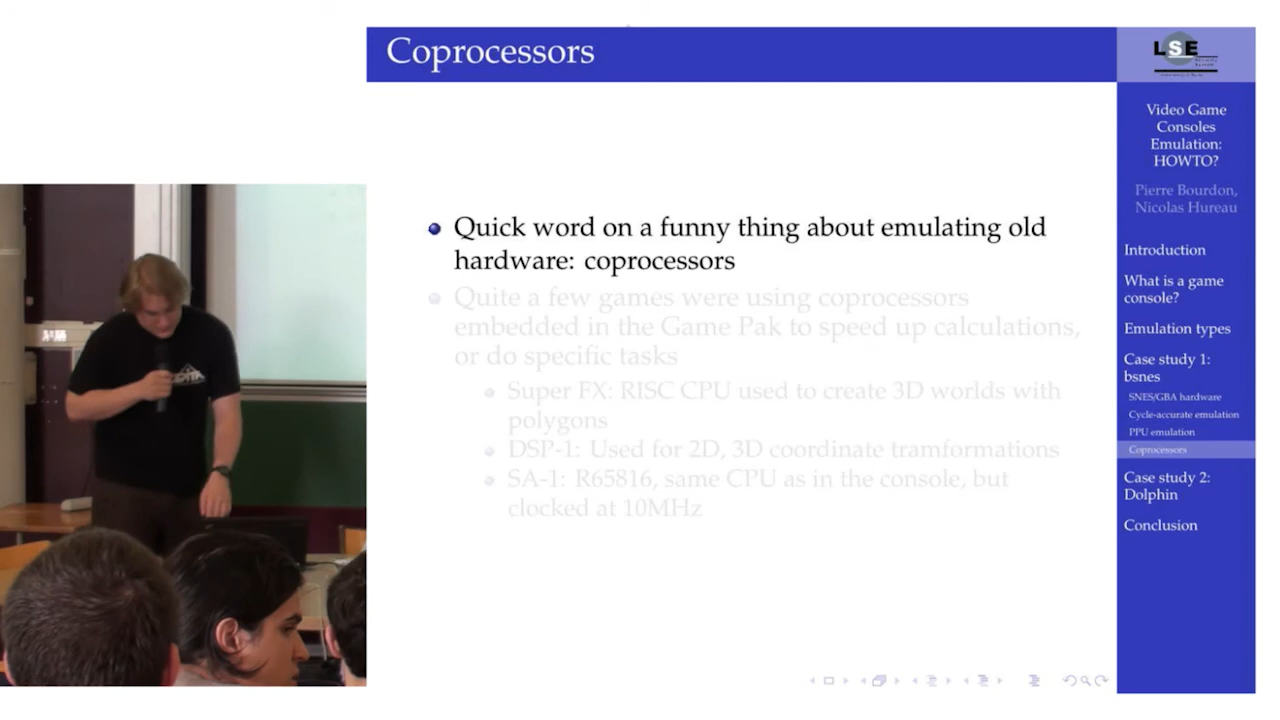 Coprocessors
Quick word on a funny thing about emulating old
hardware: coprocessors
Quite a few games were using coprocessors
embedded in the Game Pak to speed up calculations,
or do specific tasks
Super FX: RISC CPU used to create 3D worlds with
polygons
DSP-1: Used for 2D, 3D coordinate tramformations
SA-1: R65816, same CPU as in the console, but
clocked at 10MHz
LSE
Video Game
Consoles
Emulation:
HOWTO?
Pierre Bourdon,
Nicolas Hureau
Introduction
What is a game
console?
Emulation types
Case study 1:
bsnes
SNES/GBA hardware
Cycle-accurate emulation
PPU emulation
Coprocessors
Case study 2:
Dolphin
Conclusion